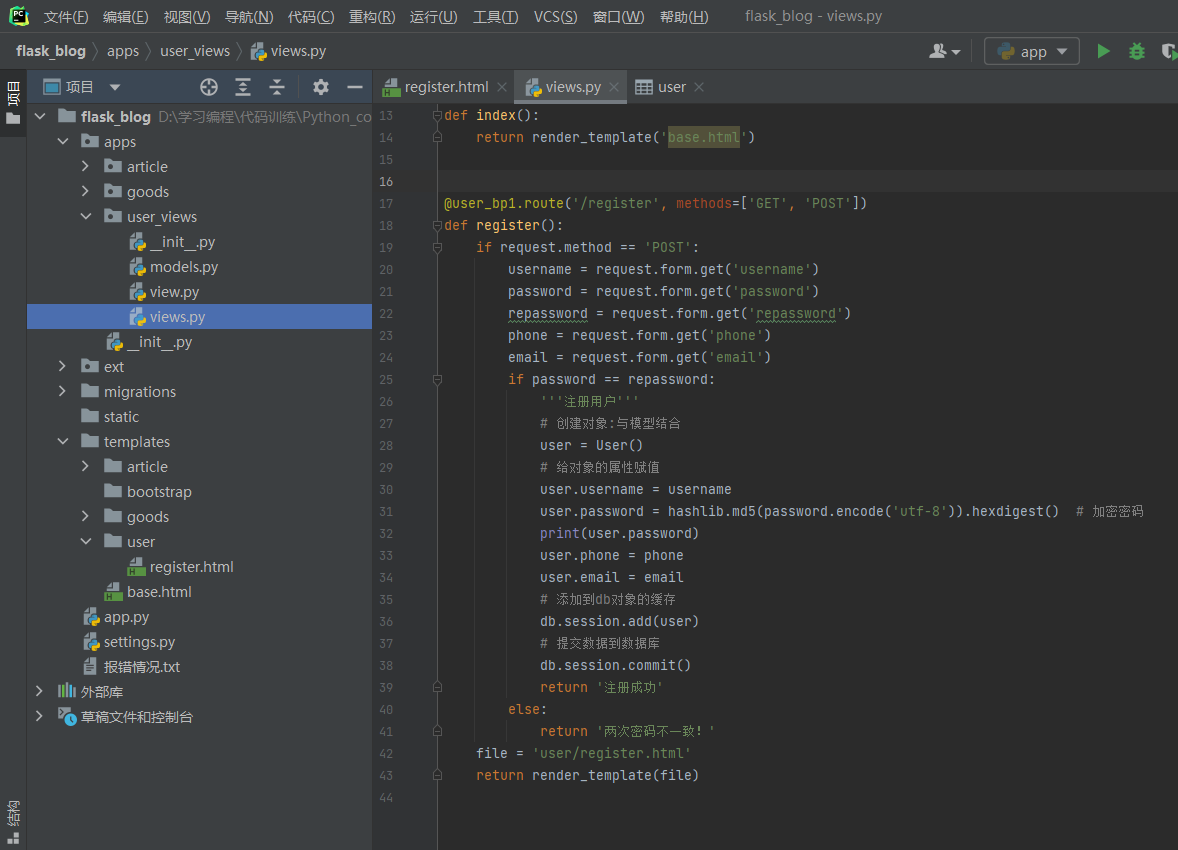 PC 文件(F) 编辑(E) 视图(V) 导航(N) 代码(C) 重构(R) 运行(U) 工具(T) VCS(S) 窗口(W) 帮助(H) flask_blog - views.py
flask_blog apps user_views views.py app
项目
项目
register.html views.py user
flask_blog D:\学习编程\代码训练\Python_co
apps
article
goods
user_views
__init__.py
models.py
view.py
views.py
__init__.py
ext
migrations
static
templates
article
bootstrap
goods
user
register.html
base.html
app.py
settings.py
报错情况.txt
外部库
草稿文件和控制台
结构
13 def index():
14 return render_template('base.html')
15
16
17 @user_bp1.route('/register', methods=['GET', 'POST'])
18 def register():
19 if request.method == 'POST':
20 username = request.form.get('username')
21 password = request.form.get('password')
22 repassword = request.form.get('repassword')
23 phone = request.form.get('phone')
24 email = request.form.get('email')
25 if password == repassword:
26 '''注册用户'''
27 # 创建对象:与模型结合
28 user = User()
29 # 给对象的属性赋值
30 user.username = username
31 user.password = hashlib.md5(password.encode('utf-8')).hexdigest() # 加密密码
32 print(user.password)
33 user.phone = phone
34 user.email = email
35 # 添加到db对象的缓存
36 db.session.add(user)
37 # 提交数据到数据库
38 db.session.commit()
39 return '注册成功'
40 else:
41 return '两次密码不一致！'
42 file = 'user/register.html'
43 return render_template(file)
44